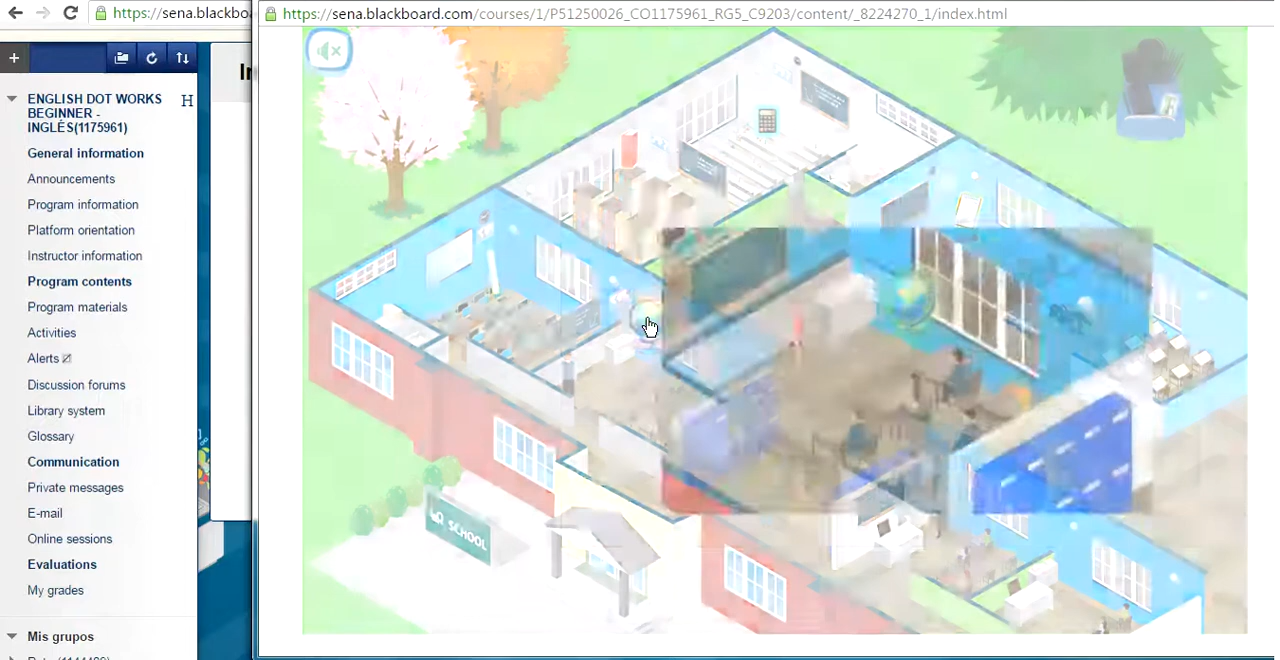 https://sena.blackboa
https://sena.blackboard.com/courses/1/P51250026_CO1175961_RG5_C9203/content/_8224270_1/index.html
ENGLISH DOT WORKS
BEGINNER -
INGLÉS(1175961)
H
General information
Announcements
Program information
Platform orientation
Instructor information
Program contents
Program materials
Activities
Alerts
Discussion forums
Library system
Glossary
Communication
Private messages
E-mail
Online sessions
Evaluations
My grades
Mis grupos
SCHOOL